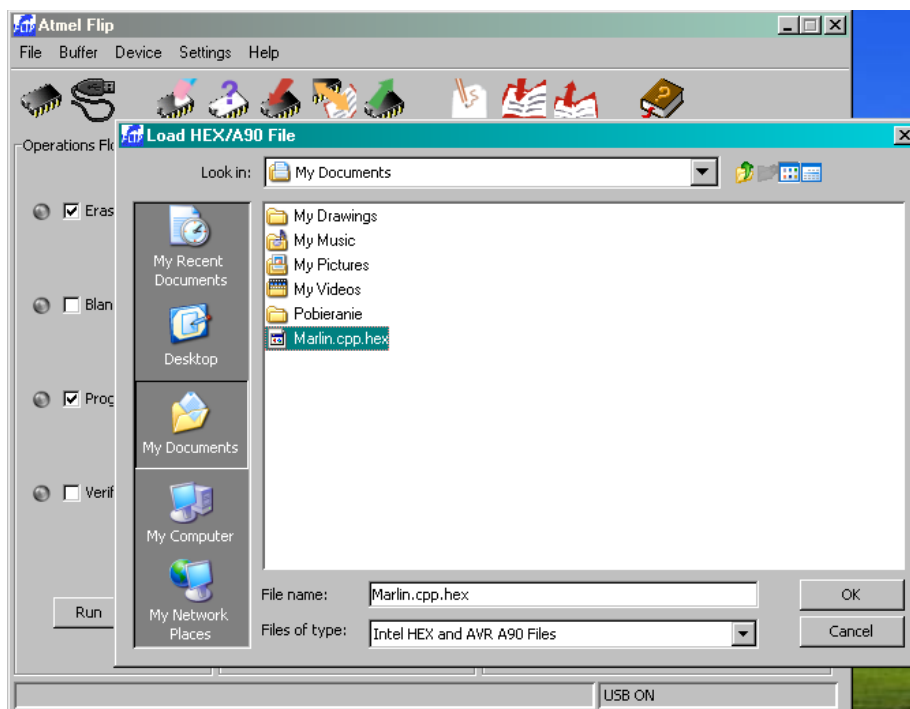 Atmel Flip
File Buffer Device Settings Help
Load HEX/A90 File
Operations Flo
Look in: My Documents
Eras
Blan
Prog
Verif
Run
My Recent
Documents
Desktop
My Documents
My Computer
My Network
Places
My Drawings
My Music
My Pictures
My Videos
Pobieranie
Marlin.cpp.hex
File name: Marlin.cpp.hex OK
Files of type: Intel HEX and AVR A90 Files Cancel
USB ON